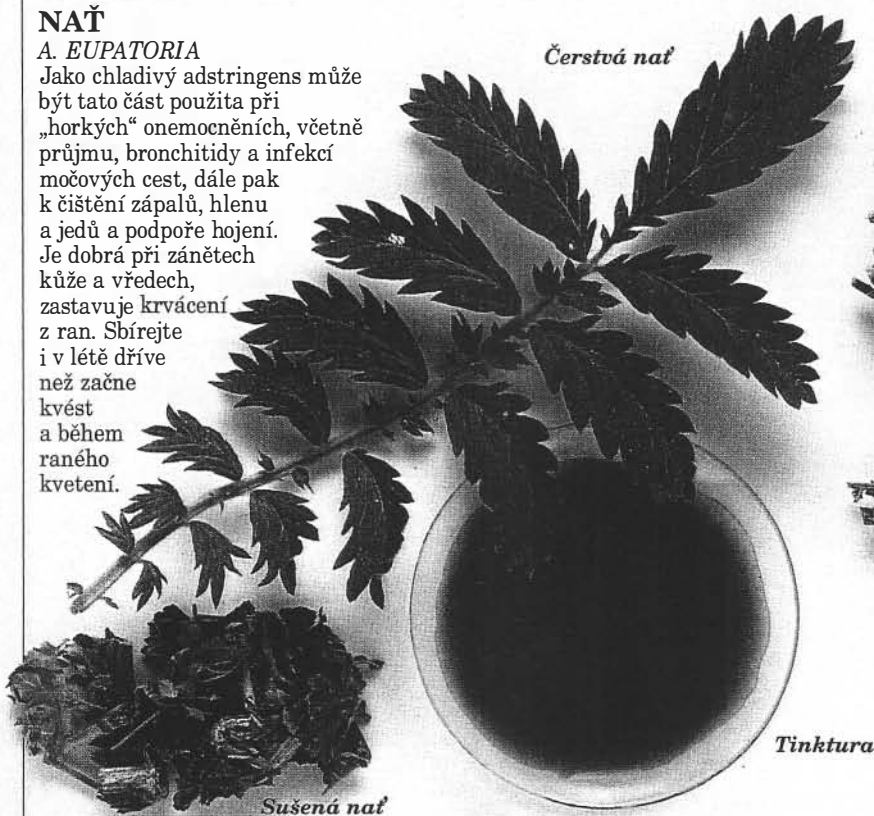 NAŤ
A. EUPATORIA
Jako chladivý adstringens může
být tato část použita při
„horkých“ onemocněních, včetně
průjmu, bronchitidy a infekcí
močových cest, dále pak
k čištění zápalů, hlenu
a jedů a podpoře hojení.
Je dobrá při zánětech
kůže a vředech,
zastavuje krvácení
z ran. Sbírejte
i v létě dříve
než začne
kvést
a během
raného
kvetení.
Čerstvá nať
Tinktura
Sušená nať